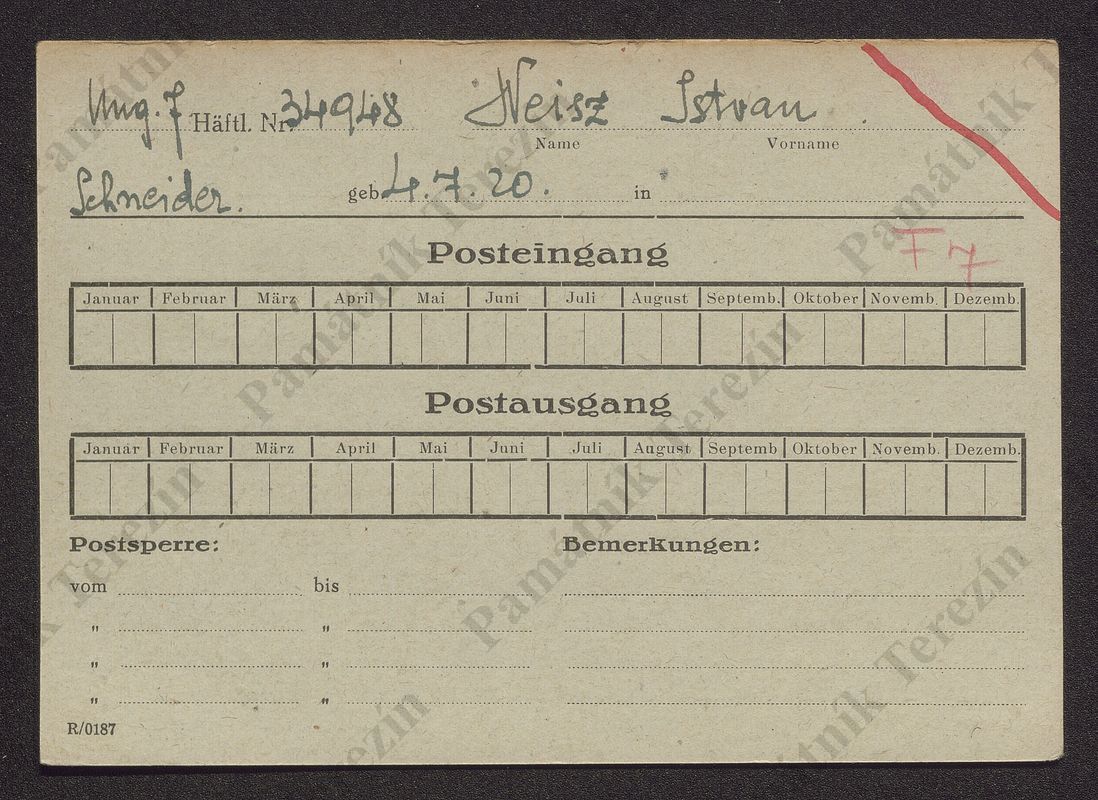 Ung. J Häftl. Nr. 34948 Weisz Istvan
Name Vorname
Schneider. geb. 4. 7. 20. in
F 7
Posteingang
Januar Februar März April Mai Juni Juli August Septemb. Oktober Novemb. Dezemb.
Postausgang
Januar Februar März April Mai Juni Juli August Septemb Oktober Novemb. Dezemb.
Postsperre: Bemerkungen:
vom bis
" "
" "
" "
R/0187
Památník Terezín